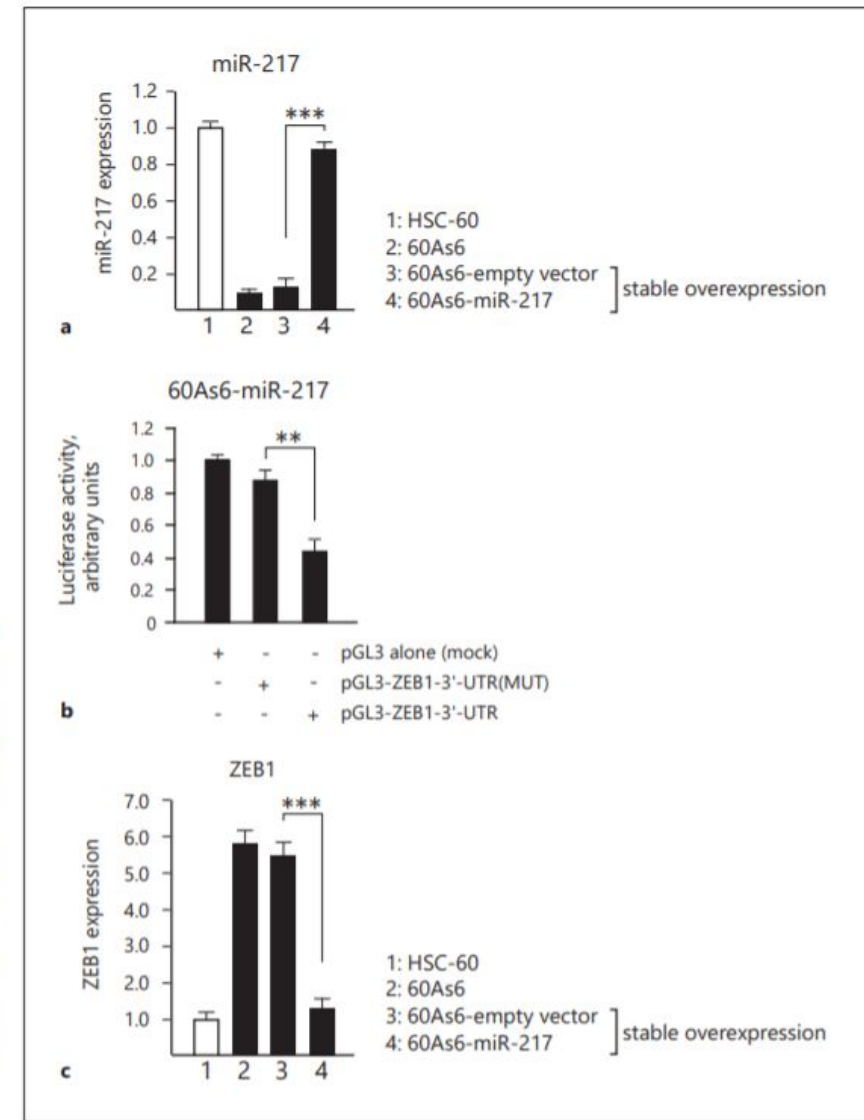 miR-217
miR-217 expression
1.2
1.0
0.8
0.6
0.4
0.2
***
1 2 3 4
1: HSC-60
2: 60As6
3: 60As6-empty vector
4: 60As6-miR-217
stable overexpression
a
60As6-miR-217
Luciferase activity,
arbitrary units
1.2
1.0
0.8
0.6
0.4
0.2
0
**
+ - - pGL3 alone (mock)
- + - pGL3-ZEB1-3'-UTR(MUT)
- - + pGL3-ZEB1-3'-UTR
b
ZEB1
ZEB1 expression
7.0
6.0
5.0
4.0
3.0
2.0
1.0
***
1 2 3 4
1: HSC-60
2: 60As6
3: 60As6-empty vector
4: 60As6-miR-217
stable overexpression
c